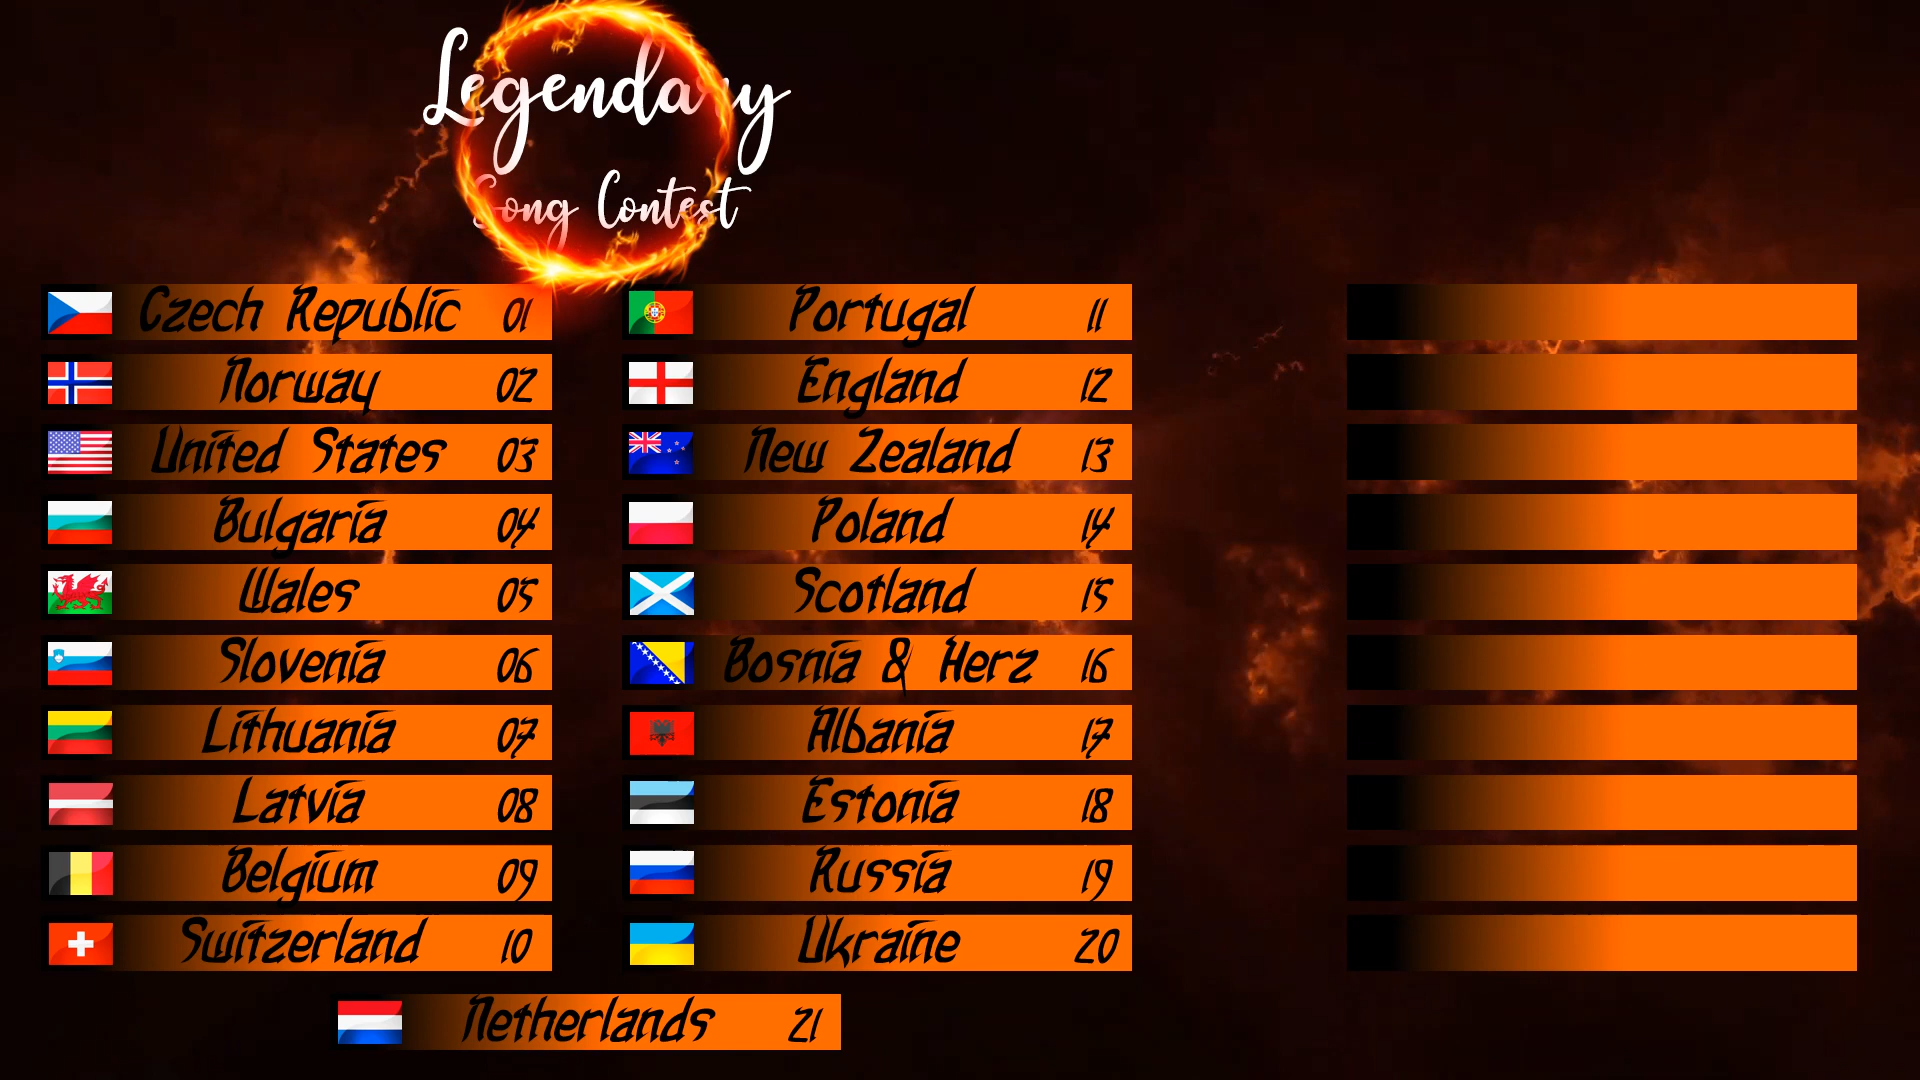 Legendary
Song Contest
Czech Republic 01
Norway 02
United States 03
Bulgaria 04
Wales 05
Slovenia 06
Lithuania 07
Latvia 08
Belgium 09
Switzerland 10
Portugal 11
England 12
New Zealand 13
Poland 14
Scotland 15
Bosnia & Herz 16
Albania 17
Estonia 18
Russia 19
Ukraine 20
Netherlands 21